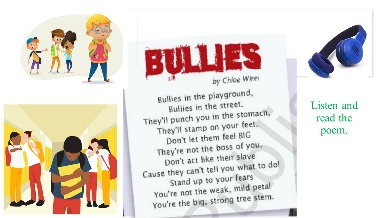 BULLIES
by Chloe Winn
Bullies in the playground,
Bullies in the street.
They'll punch you in the stomach,
They'll stamp on your feet.
Don't let them feel BIG
They're not the boss of you.
Don't act like their slave
Cause they can't tell you what to do!
Stand up to your fears
You're not the weak, mild petal
You're the big, strong tree stem.
Listen and
read the
poem.